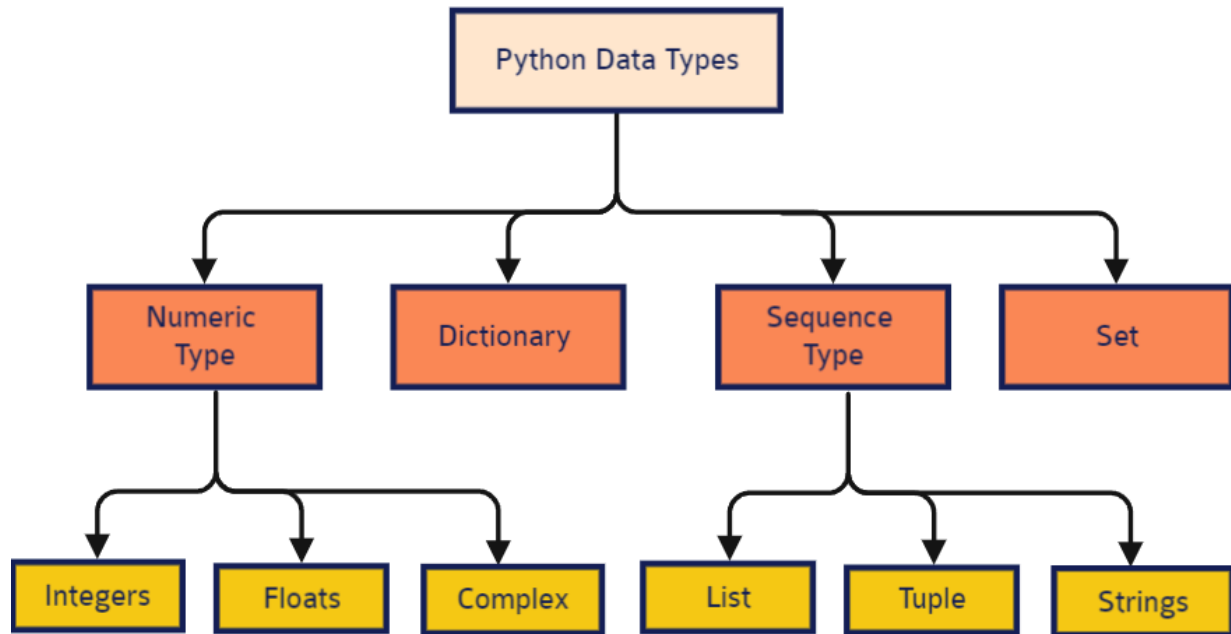 Python Data Types
Numeric
Type
Dictionary
Sequence
Type
Set
Integers
Floats
Complex
List
Tuple
Strings